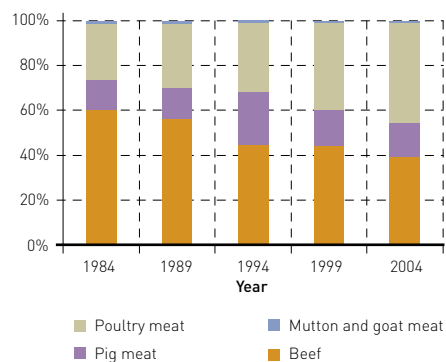 100%
80%
60%
40%
20%
0%
1984 1989 1994 1999 2004
Year
Poultry meat Mutton and goat meat
Pig meat Beef